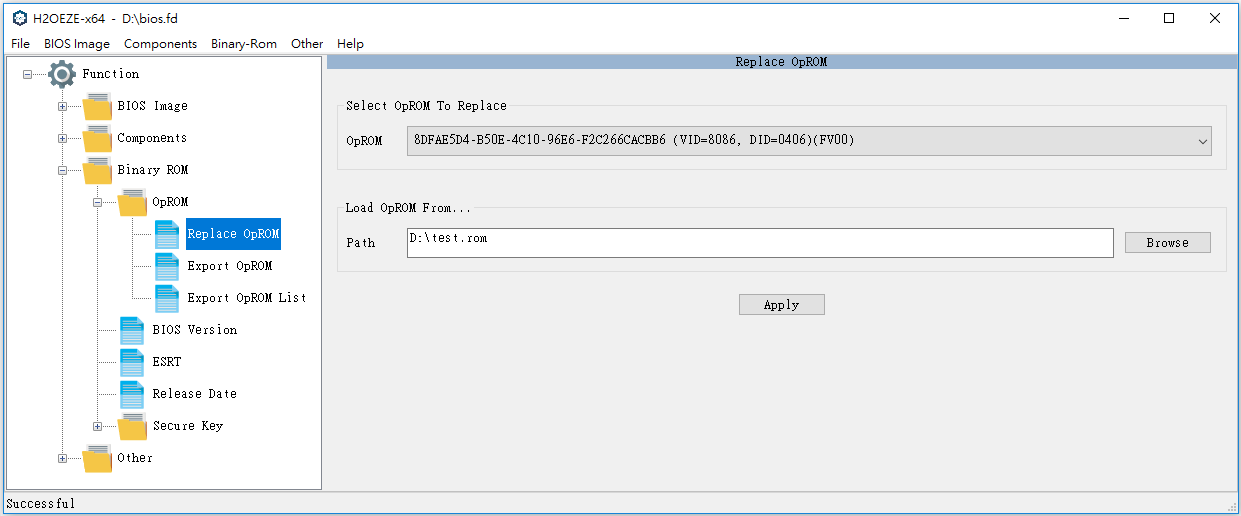 H2OEZE-x64 - D:\bios.fd
File BIOS Image Components Binary-Rom Other Help
Function
BIOS Image
Components
Binary ROM
OpROM
Replace OpROM
Export OpROM
Export OpROM List
BIOS Version
ESRT
Release Date
Secure Key
Other
Replace OpROM
Select OpROM To Replace
OpROM 8DFAE5D4-B50E-4C10-96E6-F2C266CACBB6 (VID=8086, DID=0406)(FV00)
Load OpROM From...
Path D:\test.rom Browse
Apply
Successful